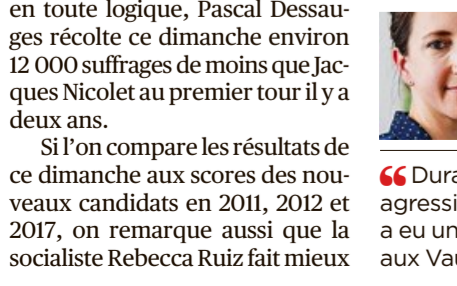 en toute logique, Pascal Dessau-
ges récolte ce dimanche environ
12 000 suffrages de moins que Jac-
ques Nicolet au premier tour il y a
deux ans.
Si l’on compare les résultats de
ce dimanche aux scores des nou-
veaux candidats en 2011, 2012 et
2017, on remarque aussi que la
socialiste Rebecca Ruiz fait mieux
“ Dura
agressi
a eu un
aux Vau